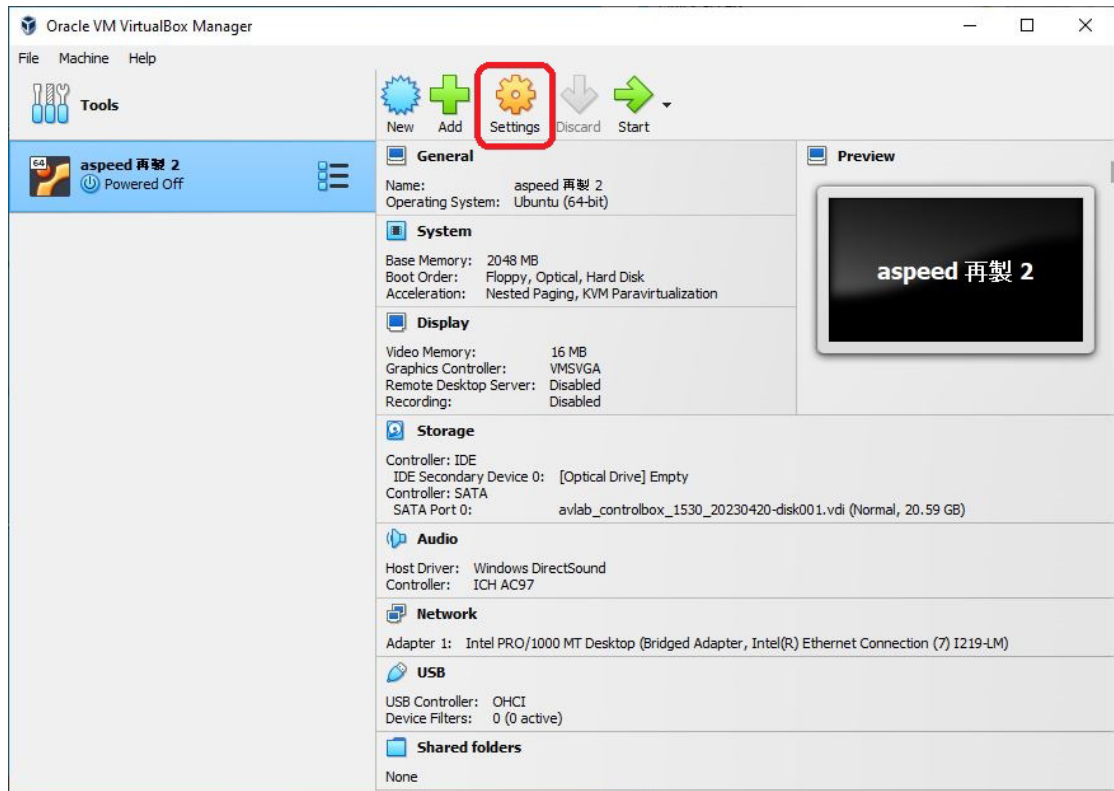 Oracle VM VirtualBox Manager
File Machine Help
Tools
New Add Settings Discard Start
64
aspeed 再製 2
Powered Off
General
Name: aspeed 再製 2
Operating System: Ubuntu (64-bit)
System
Base Memory: 2048 MB
Boot Order: Floppy, Optical, Hard Disk
Acceleration: Nested Paging, KVM Paravirtualization
Display
Video Memory: 16 MB
Graphics Controller: VMSVGA
Remote Desktop Server: Disabled
Recording: Disabled
Preview
aspeed 再製 2
Storage
Controller: IDE
IDE Secondary Device 0: [Optical Drive] Empty
Controller: SATA
SATA Port 0: avlab_controlbox_1530_20230420-disk001.vdi (Normal, 20.59 GB)
Audio
Host Driver: Windows DirectSound
Controller: ICH AC97
Network
Adapter 1: Intel PRO/1000 MT Desktop (Bridged Adapter, Intel(R) Ethernet Connection (7) I219-LM)
USB
USB Controller: OHCI
Device Filters: 0 (0 active)
Shared folders
None